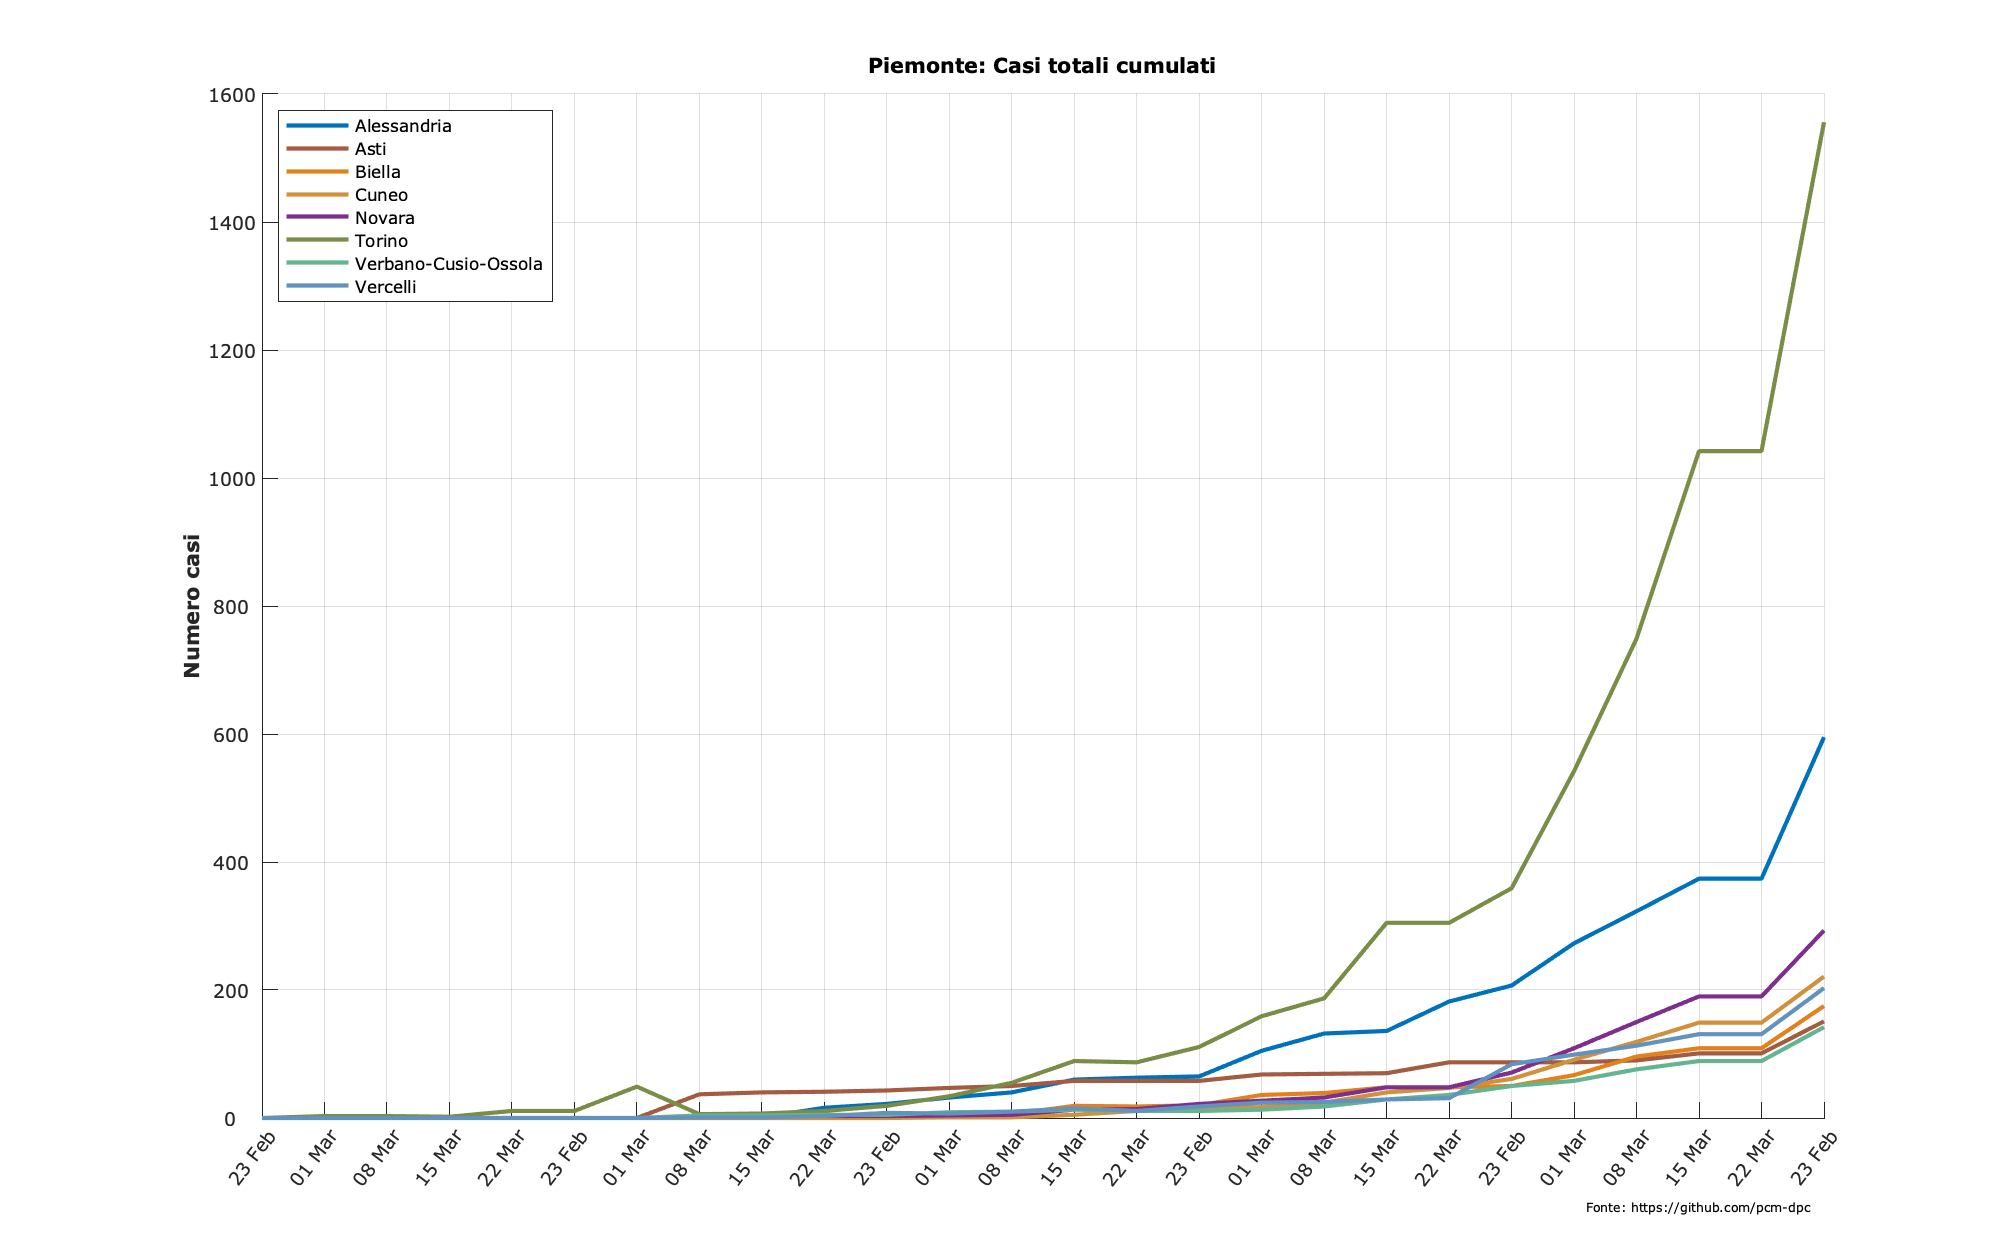 Piemonte: Casi totali cumulati
1600
1400
1200
1000
800
600
400
200
0
Numero casi
Alessandria
Asti
Biella
Cuneo
Novara
Torino
Verbano-Cusio-Ossola
Vercelli
23 Feb
01 Mar
08 Mar
15 Mar
22 Mar
23 Feb
01 Mar
08 Mar
15 Mar
22 Mar
23 Feb
01 Mar
08 Mar
15 Mar
22 Mar
23 Feb
01 Mar
08 Mar
15 Mar
22 Mar
23 Feb
01 Mar
08 Mar
15 Mar
22 Mar
23 Feb
Fonte: https://github.com/pcm-dpc